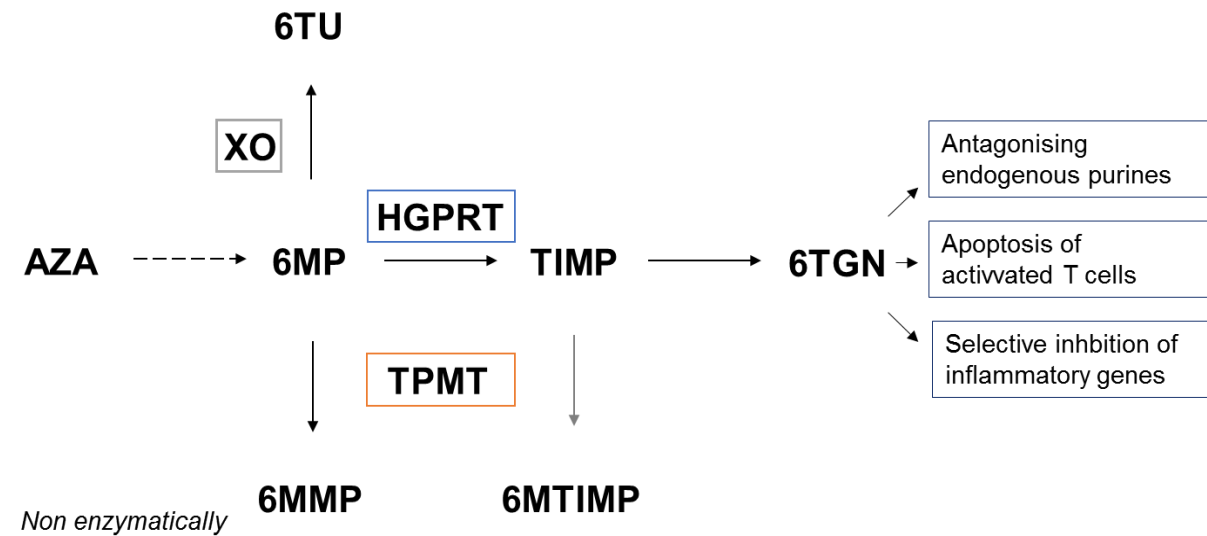 6TU
XO
HGPRT
AZA
6MP
TIMP
6TGN
Antagonising
endogenous purines
Apoptosis of
activvated T cells
Selective inhbition of
inflammatory genes
TPMT
6MMP
6MTIMP
Non enzymatically